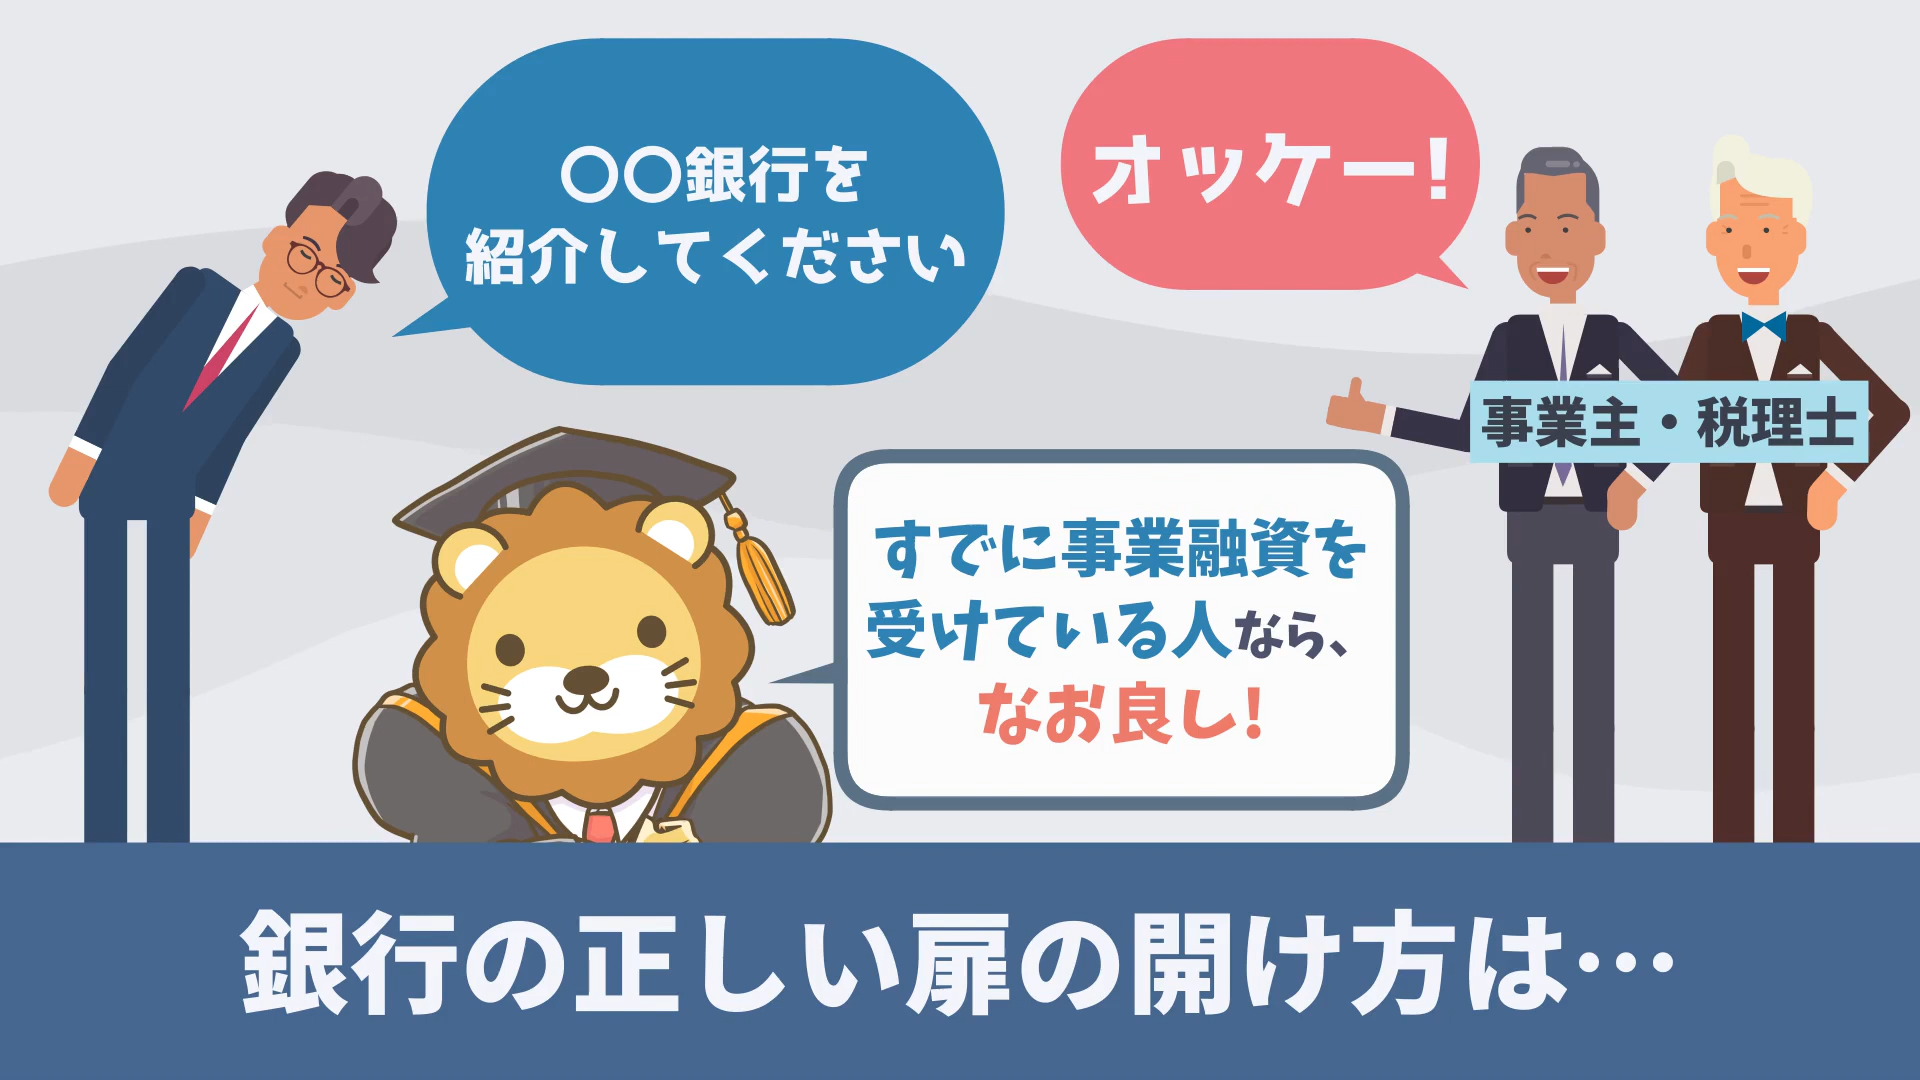 〇〇銀行を
紹介してください
オッケー!
事業主・税理士
すでに事業融資を
受けている人なら、
なお良し!
銀行の正しい扉の開け方は…